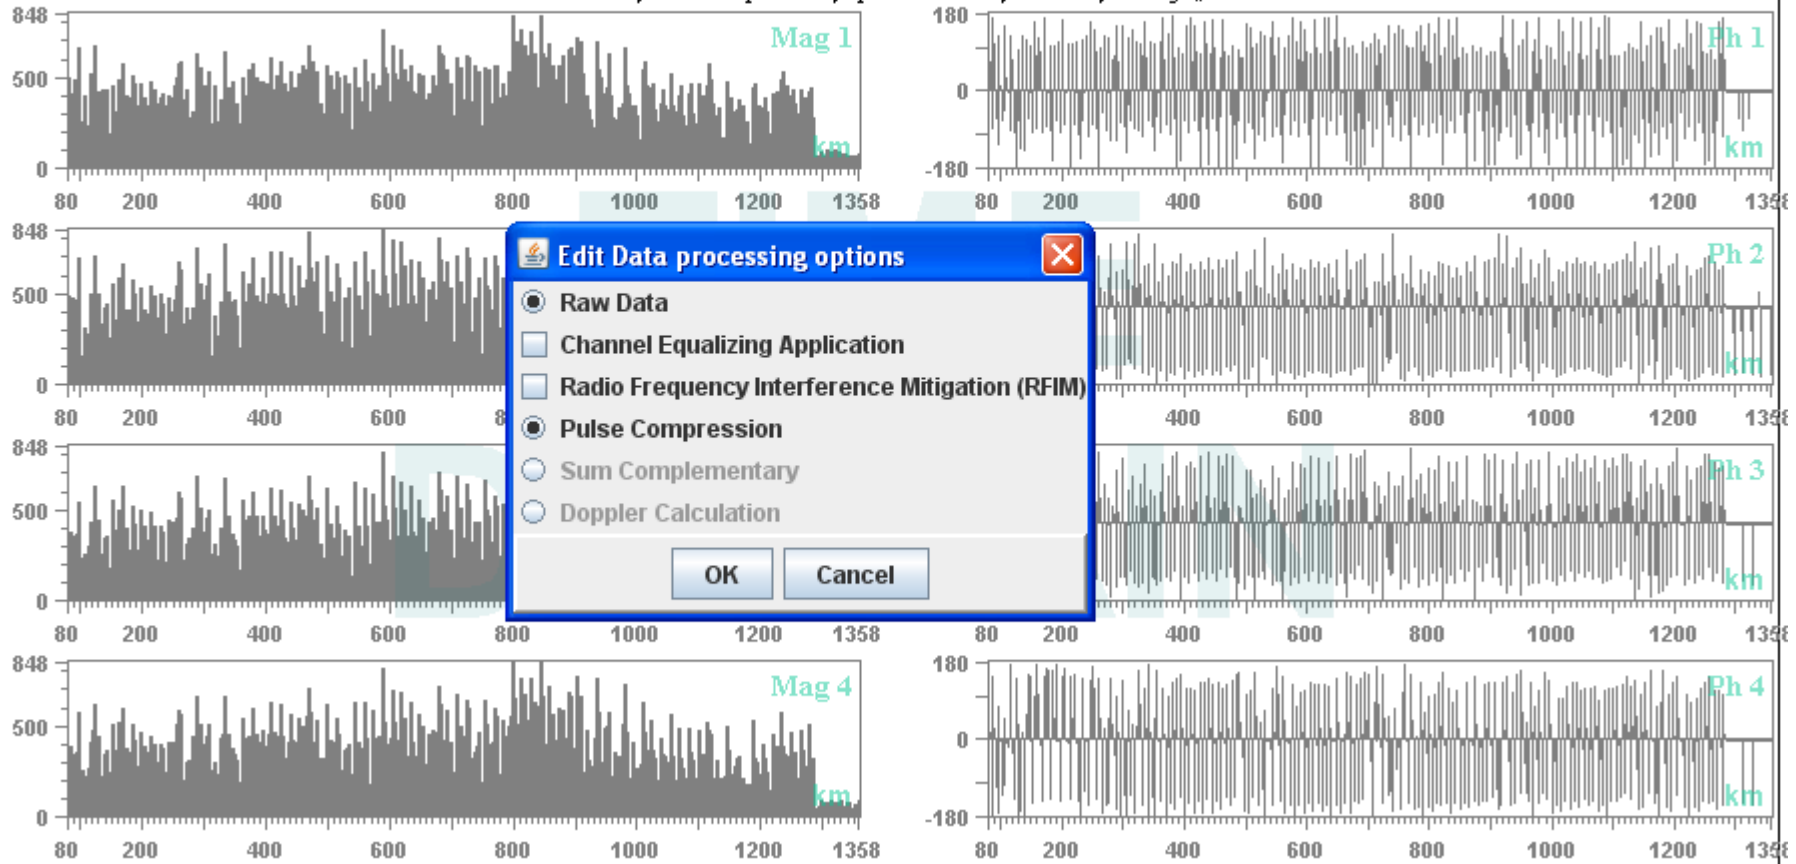 848 Mag 1 180 Ph 1
500 0
0 km -180 km
80 200 400 600 800 1000 1200 1358 80 200 400 600 800 1000 1200
TIME
848 Ph 2
500
0 km
80 200 400 600 400 600 800 1000 1200
Edit Data processing options
Raw Data
Channel Equalizing Application
Radio Frequency Interference Mitigation (RFIM)
Pulse Compression
Sum Complementary
Doppler Calculation
OK Cancel
848 Ph 3
500
0 km
80 200 400 600 800 1000 1200 1358 80 200 400 600 800 1000 1200
848 Mag 4 180 Ph 4
500 0
0 km -180 km
80 200 400 600 800 1000 1200 1358 80 200 400 600 800 1000 1200